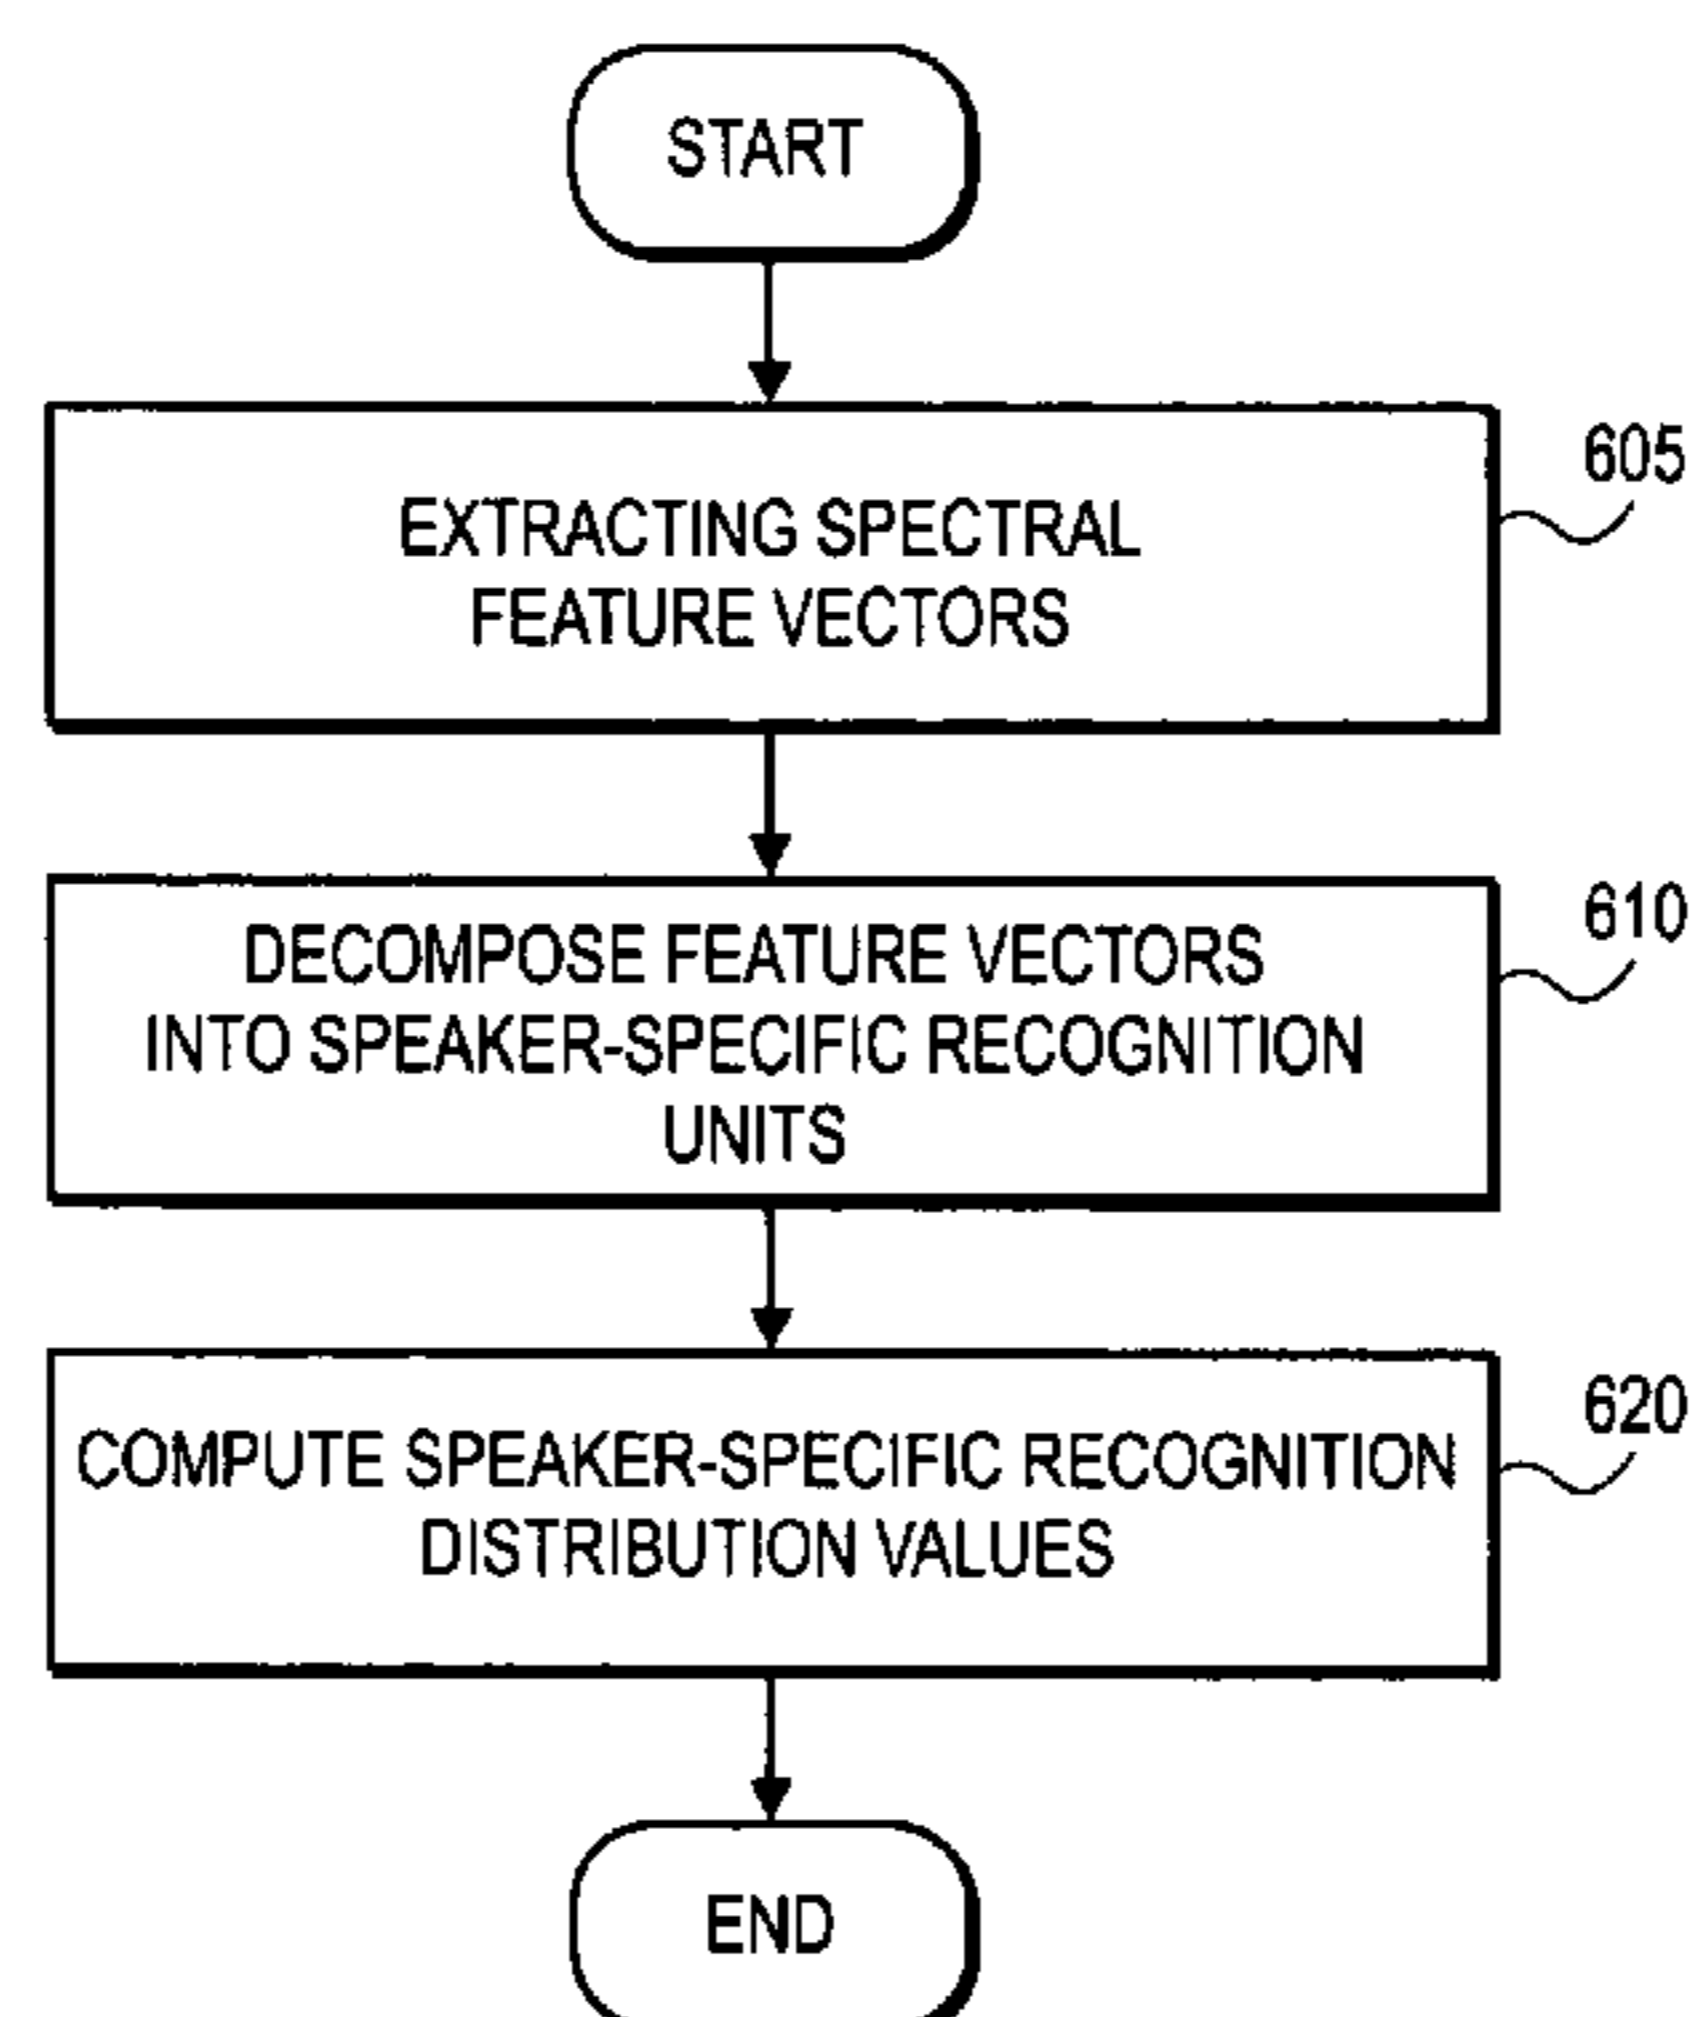 START
605
EXTRACTING SPECTRAL
FEATURE VECTORS
610
DECOMPOSE FEATURE VECTORS
INTO SPEAKER-SPECIFIC RECOGNITION
UNITS
620
COMPUTE SPEAKER-SPECIFIC RECOGNITION
DISTRIBUTION VALUES
END